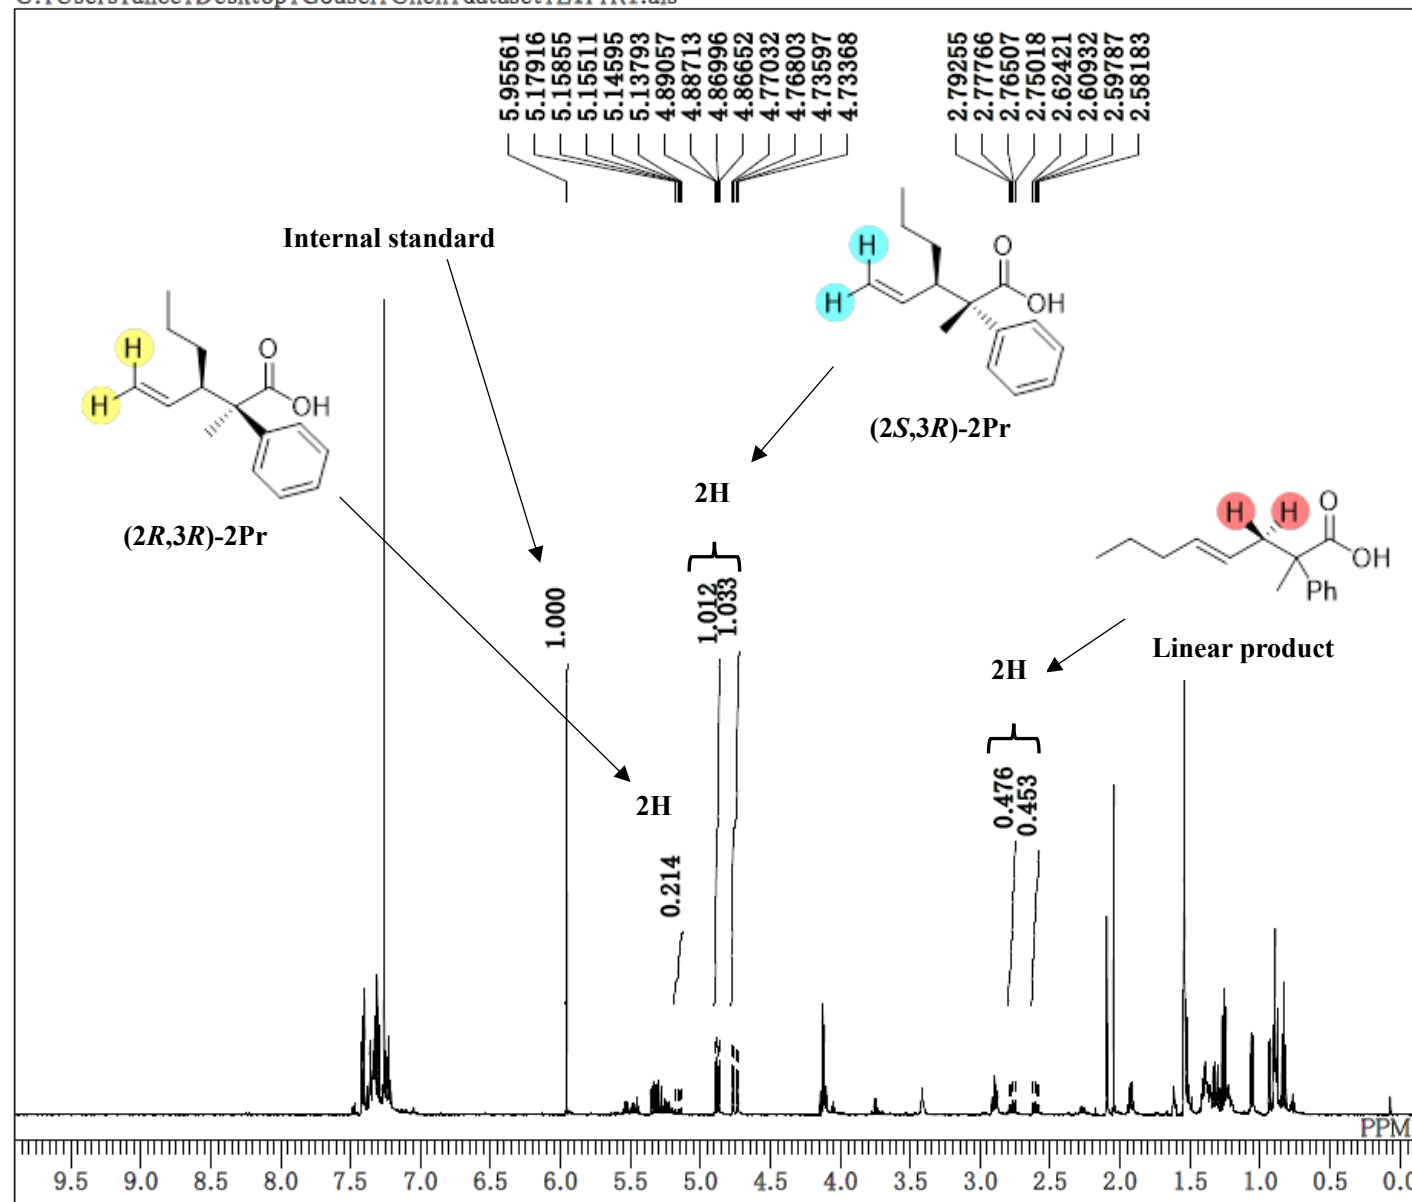 5.95561
5.17916
5.15855
5.15511
5.14595
5.13793
4.89057
4.88713
4.86996
4.86652
4.77032
4.76803
4.73597
4.73368
2.79255
2.77766
2.76507
2.75018
2.62421
2.60932
2.59787
2.58183
Internal standard
H
H
O
OH
(2S,3R)-2Pr
H
H
O
OH
(2R,3R)-2Pr
2H
1.000
1.012
1.033
H
H
O
OH
Ph
Linear product
2H
0.476
0.453
2H
0.214
PPM
9.5 9.0 8.5 8.0 7.5 7.0 6.5 6.0 5.5 5.0 4.5 4.0 3.5 3.0 2.5 2.0 1.5 1.0 0.5 0.0